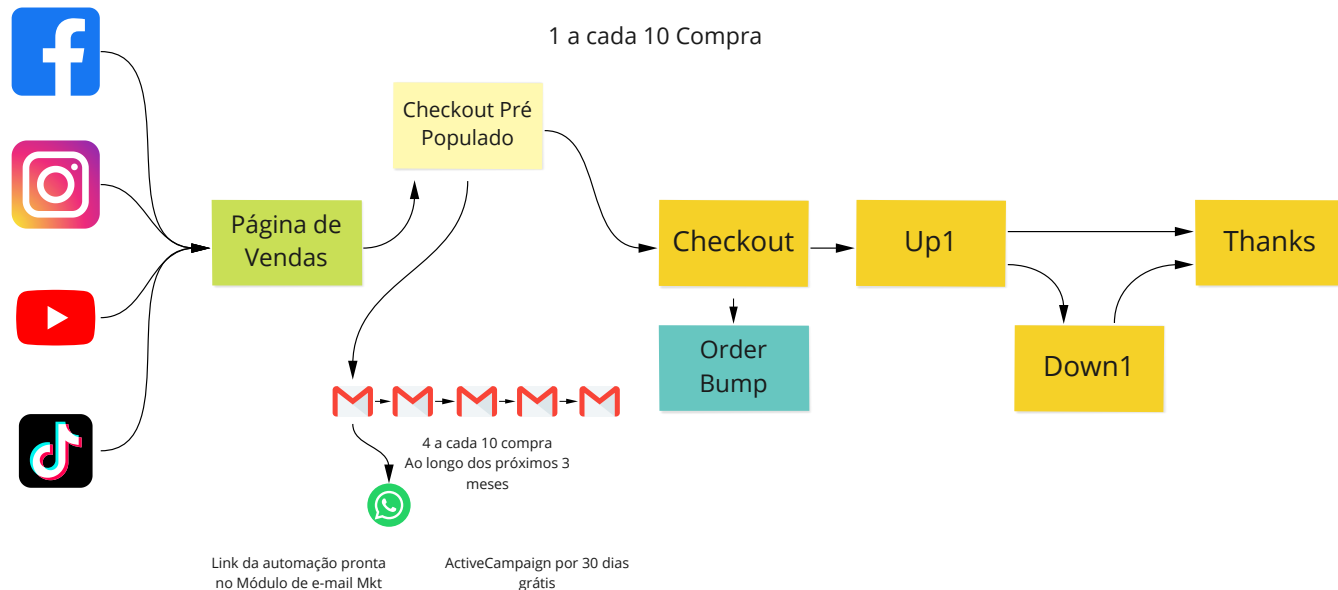 1 a cada 10 Compra
Checkout Pré
Populado
Página de
Vendas
Checkout
Up1
Thanks
Order
Bump
Down1
4 a cada 10 compra
Ao longo dos próximos 3
meses
Link da automação pronta
no Módulo de e-mail Mkt
ActiveCampaign por 30 dias
grátis